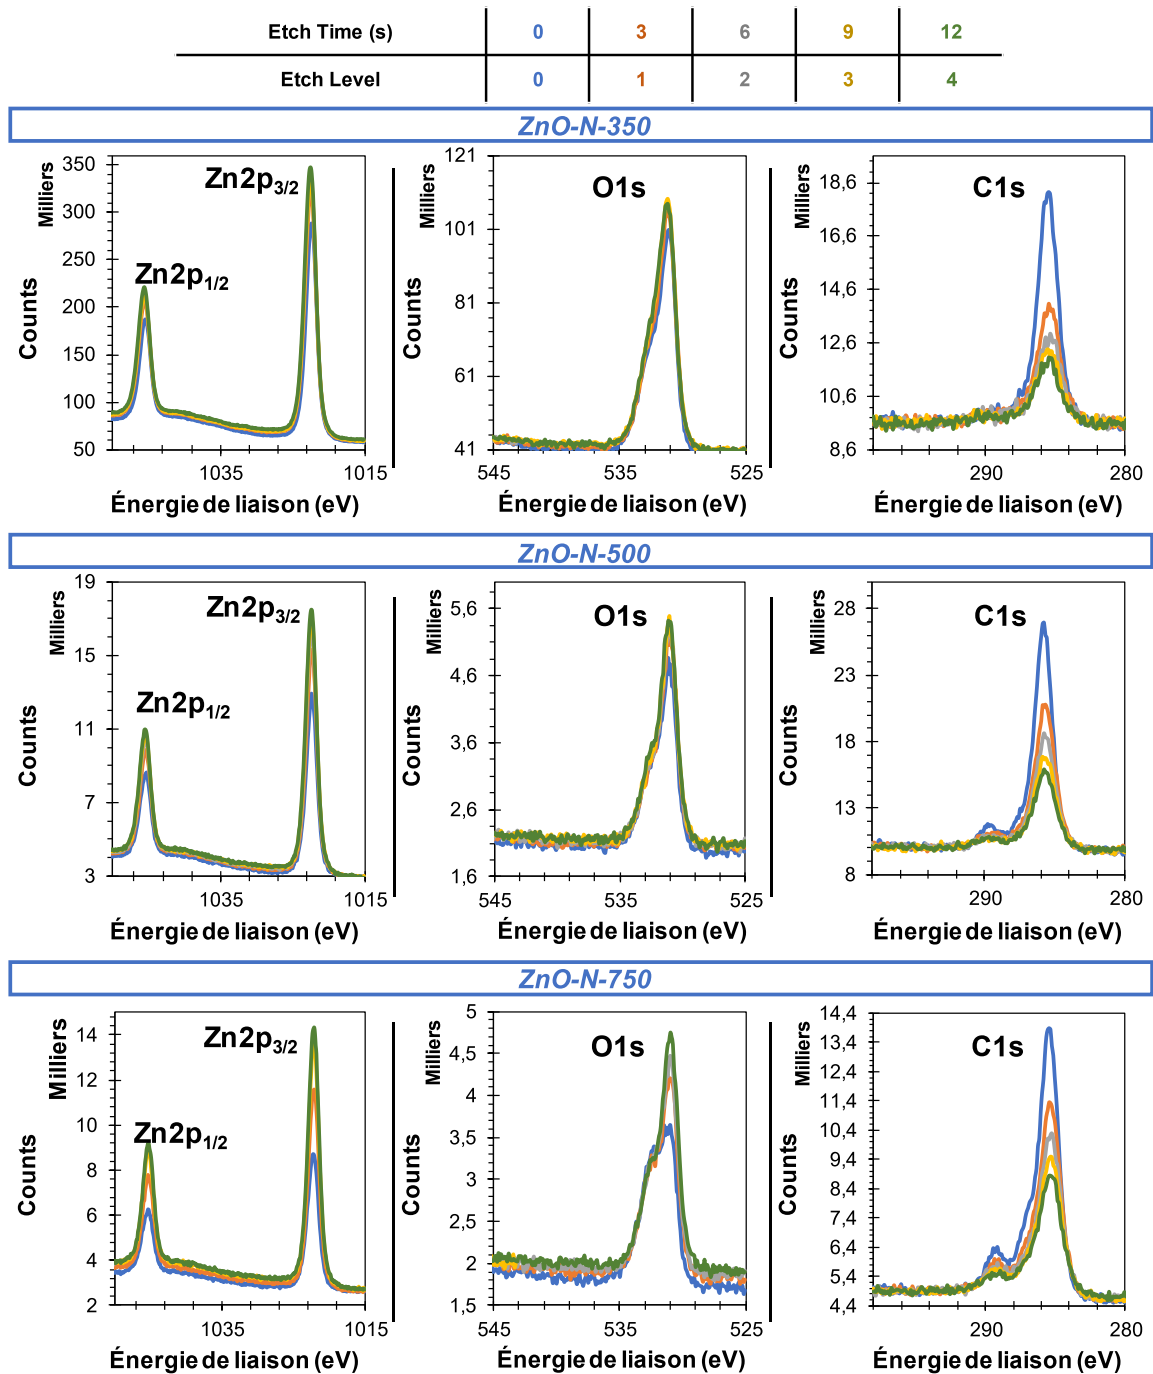 Etch Time (s) 0 3 6 9 12
Etch Level 0 1 2 3 4
ZnO-N-350
Milliers
Counts
350
300
250
200
150
100
50
Zn2p3/2
Zn2p1/2
1035 1015
Énergie de liaison (eV)
Milliers
Counts
121
101
81
61
41
O1s
545 535 525
Énergie de liaison (eV)
Milliers
Counts
18,6
16,6
14,6
12,6
10,6
8,6
C1s
290 280
Énergie de liaison (eV)
ZnO-N-500
Milliers
Counts
19
15
11
7
3
Zn2p3/2
Zn2p1/2
1035 1015
Énergie de liaison (eV)
Milliers
Counts
5,6
4,6
3,6
2,6
1,6
O1s
545 535 525
Énergie de liaison (eV)
Milliers
Counts
28
23
18
13
8
C1s
290 280
Énergie de liaison (eV)
ZnO-N-750
Milliers
Counts
14
12
10
8
6
4
2
Zn2p3/2
Zn2p1/2
1035 1015
Énergie de liaison (eV)
Milliers
Counts
5
4,5
4
3,5
3
2,5
2
1,5
O1s
545 535 525
Énergie de liaison (eV)
Milliers
Counts
14,4
13,4
12,4
11,4
10,4
9,4
8,4
7,4
6,4
5,4
4,4
C1s
290 280
Énergie de liaison (eV)